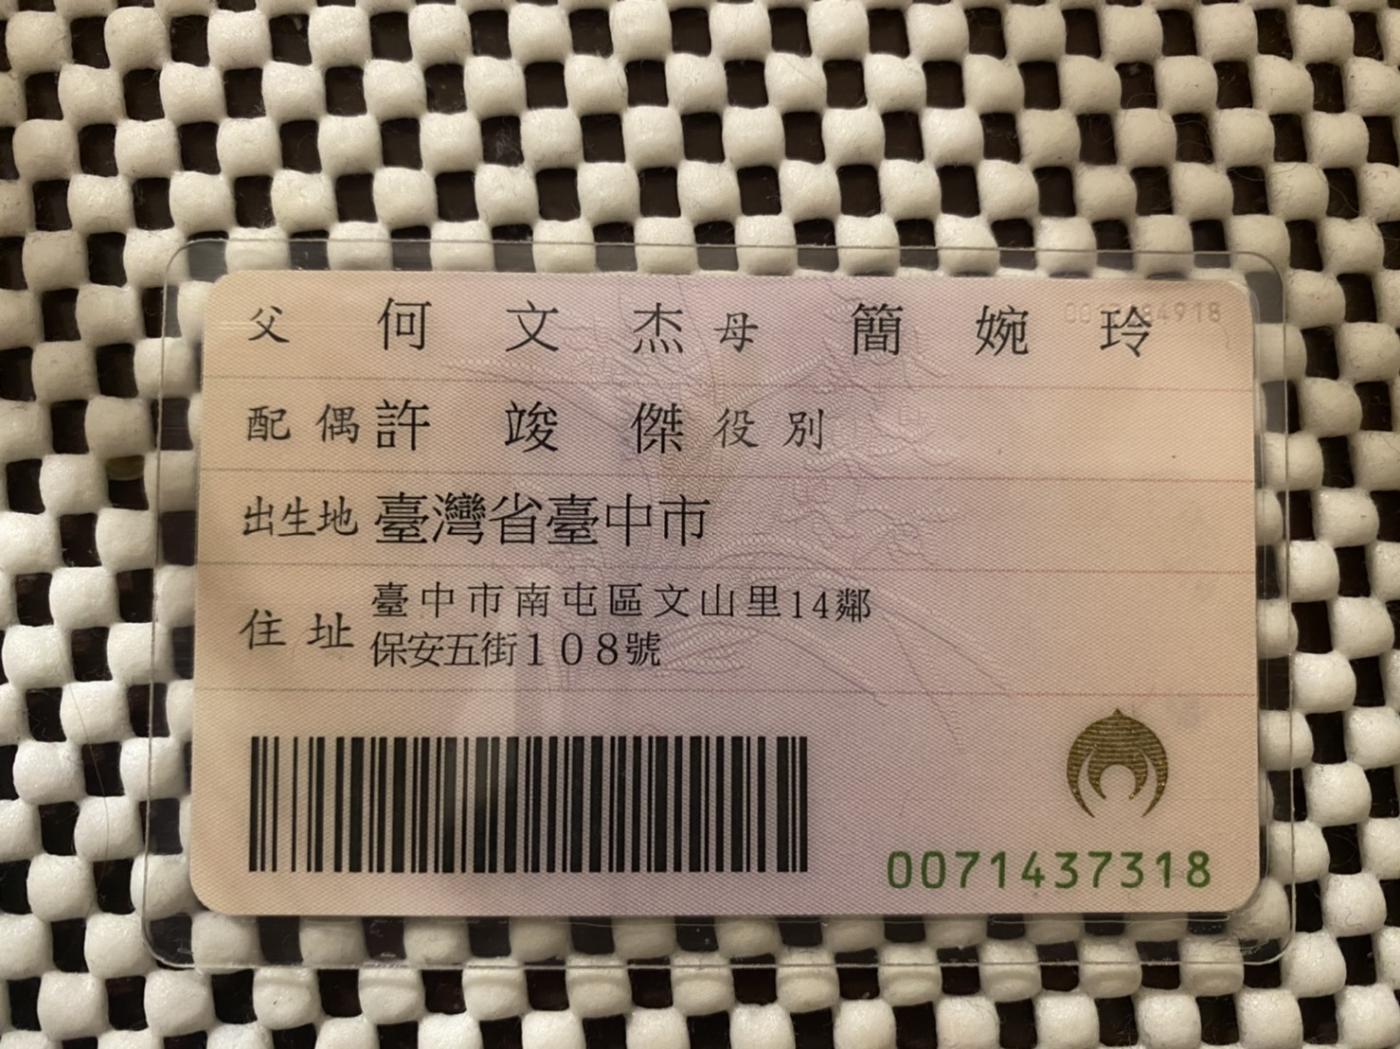 父 何文杰 母 簡婉玲
配偶 許竣傑 役別
出生地 臺灣省臺中市
住址 臺中市南屯區文山里14鄰
保安五街108號
0071437318